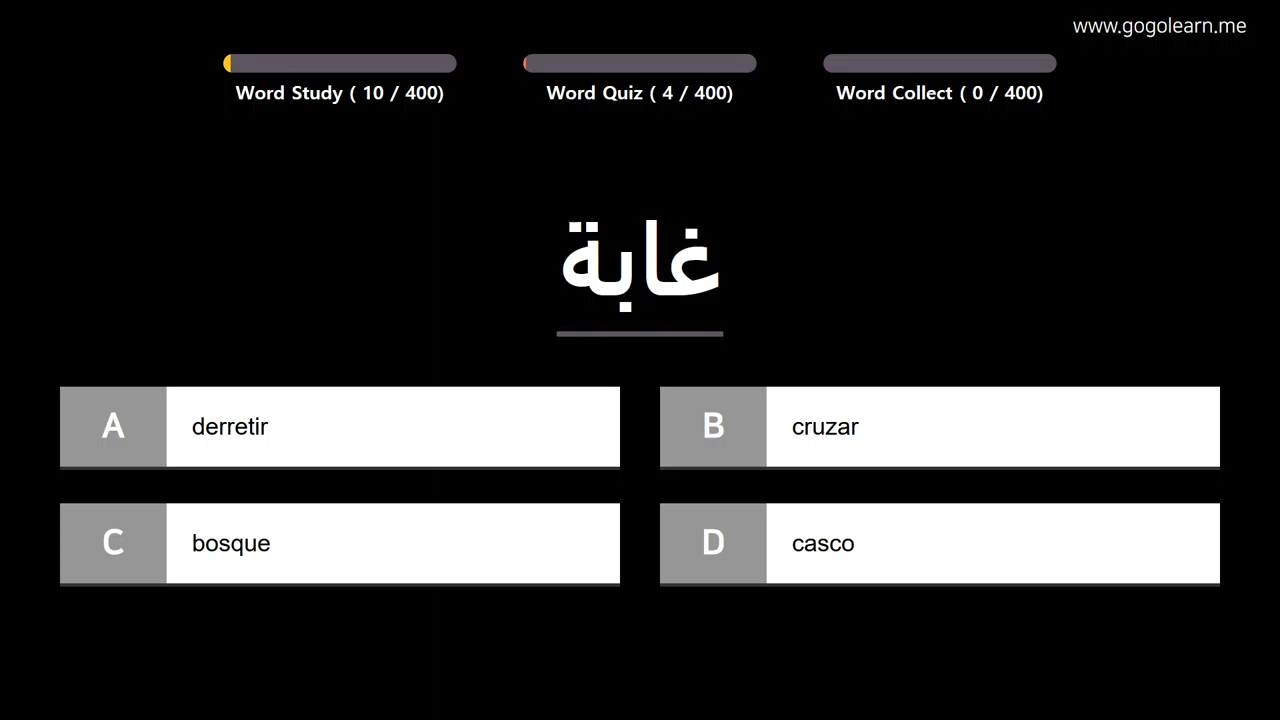 www.gogolearn.me
Word Study ( 10 / 400)
Word Quiz ( 4 / 400)
Word Collect ( 0 / 400)
غابة
A derretir
B cruzar
C bosque
D casco